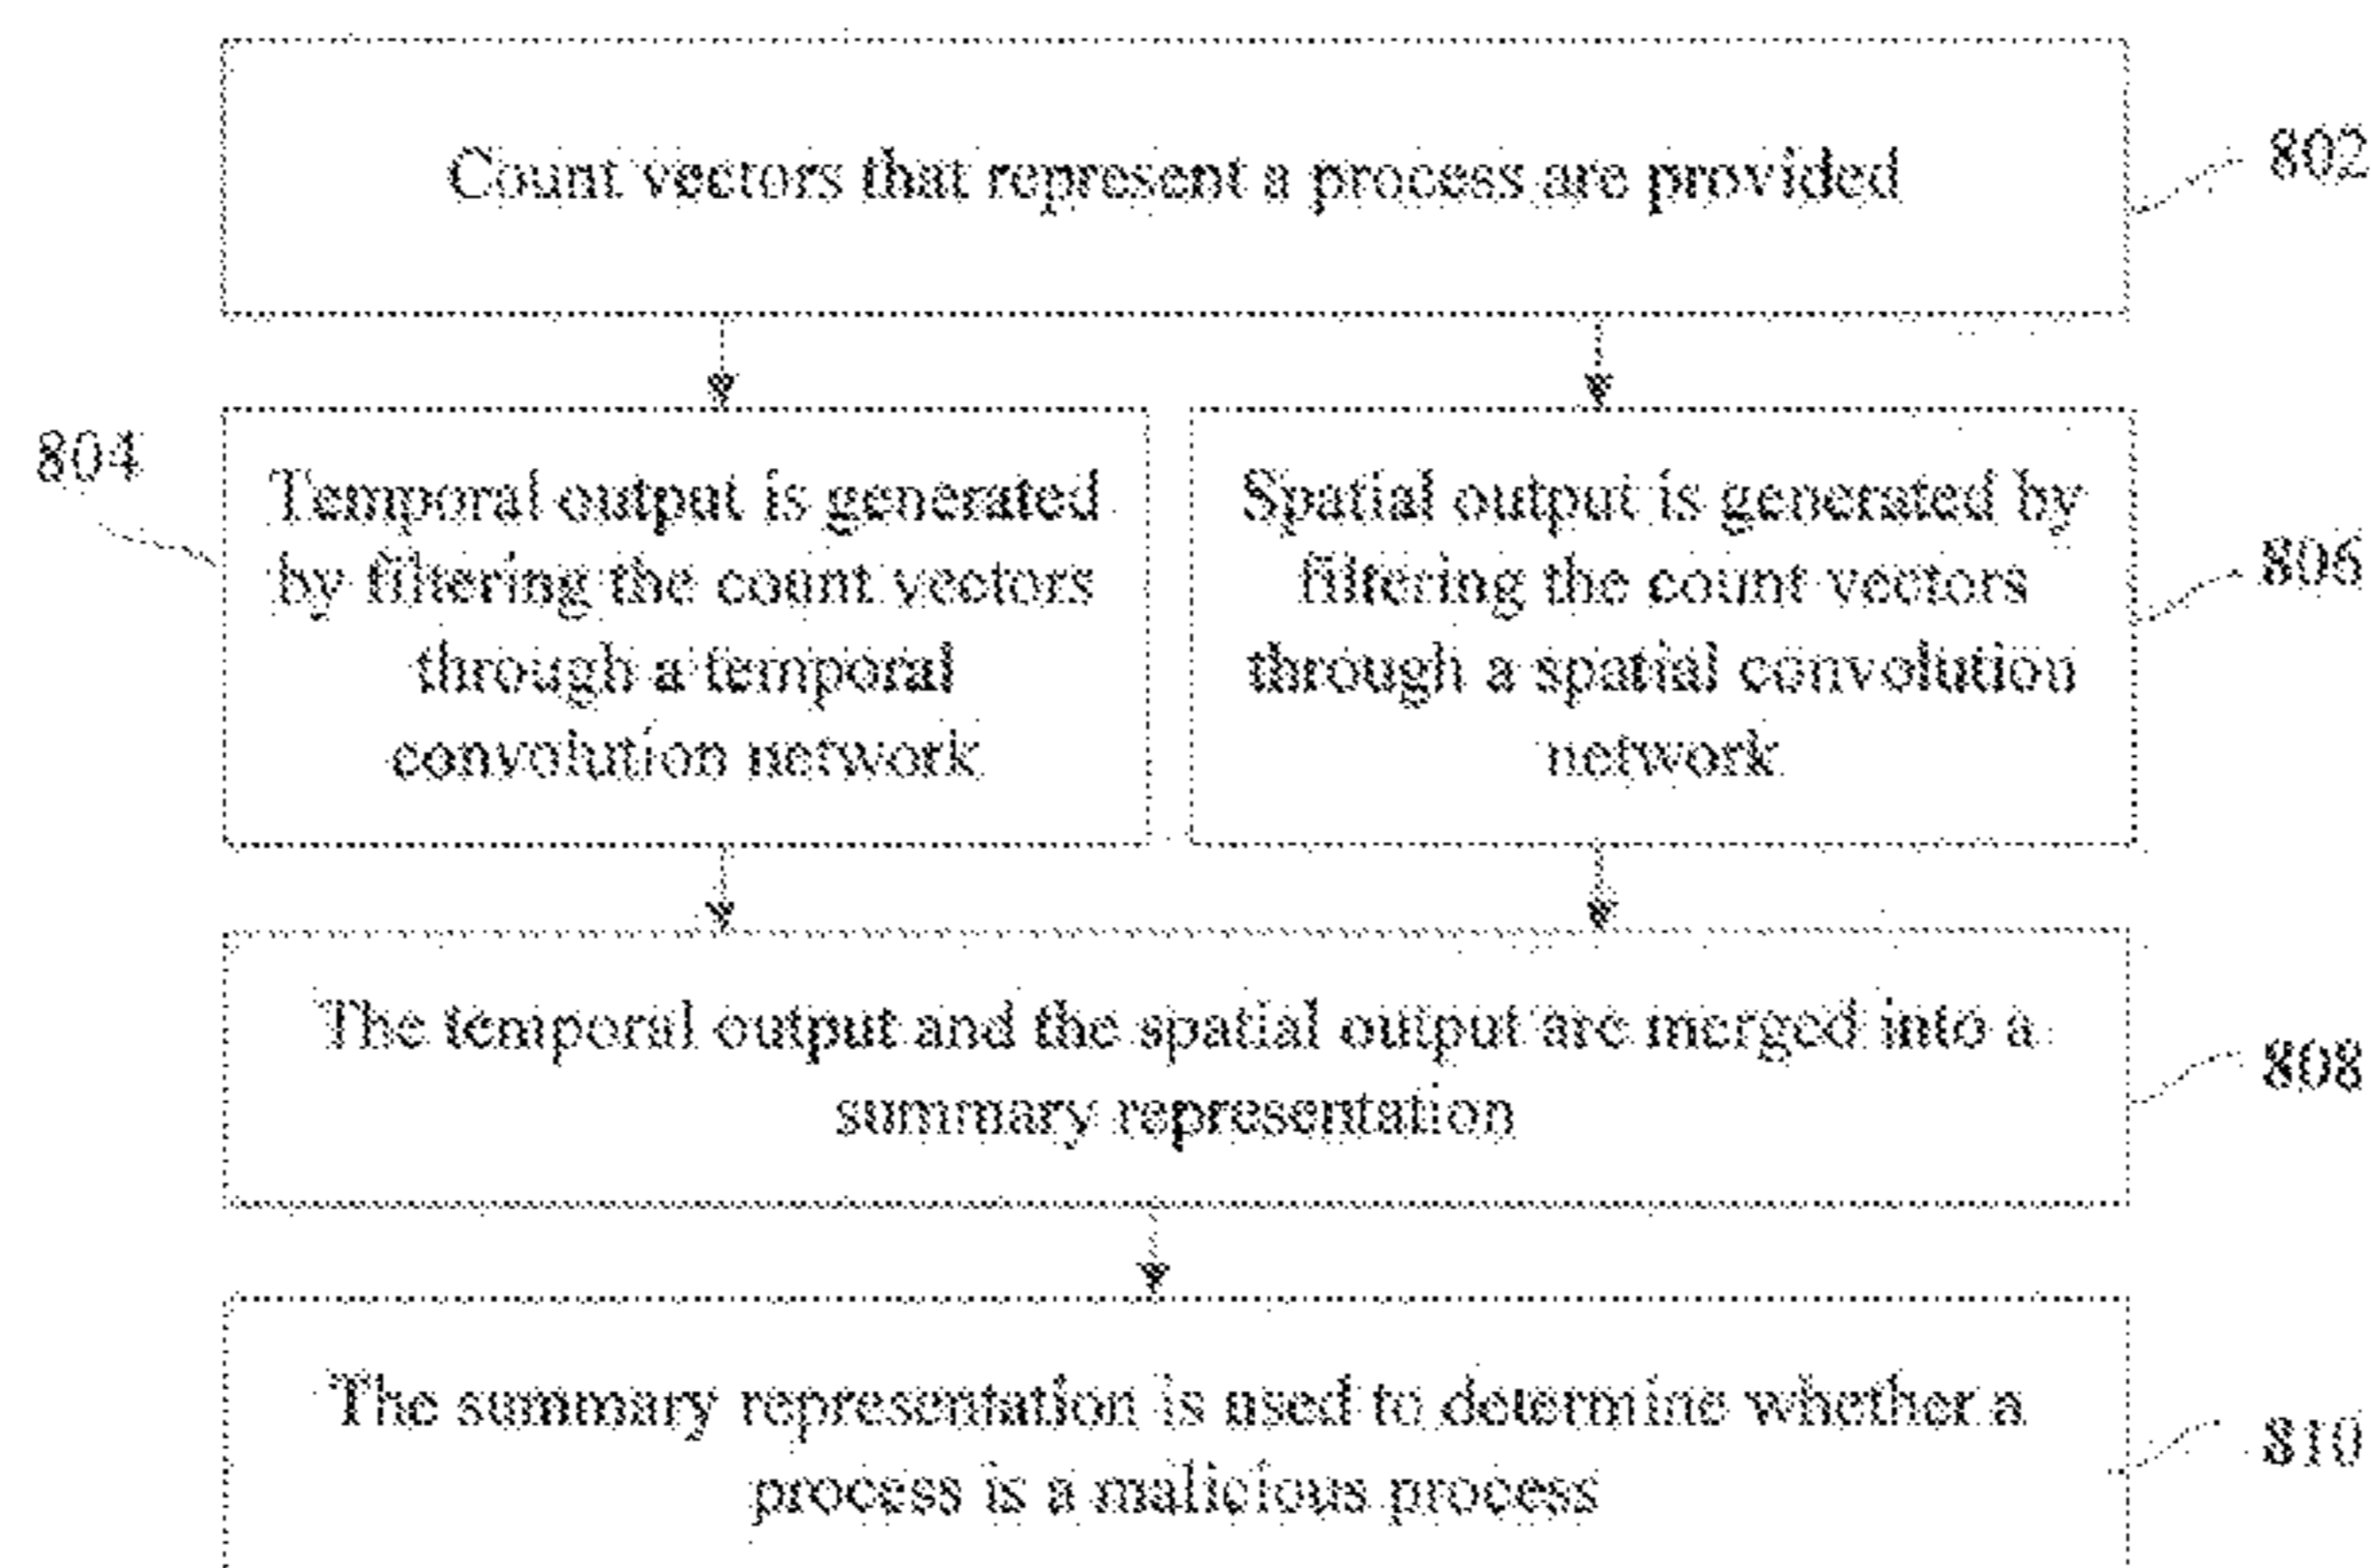 Count vectors that represent a process are provided
802
804
Temporal output is generated
by filtering the count vectors
through a temporal
convolution network
Spatial output is generated by
filtering the count vectors
through a spatial convolution
network
806
The temporal output and the spatial output are merged into a
summary representation
808
The summary representation is used to determine whether a
process is a malicious process
810